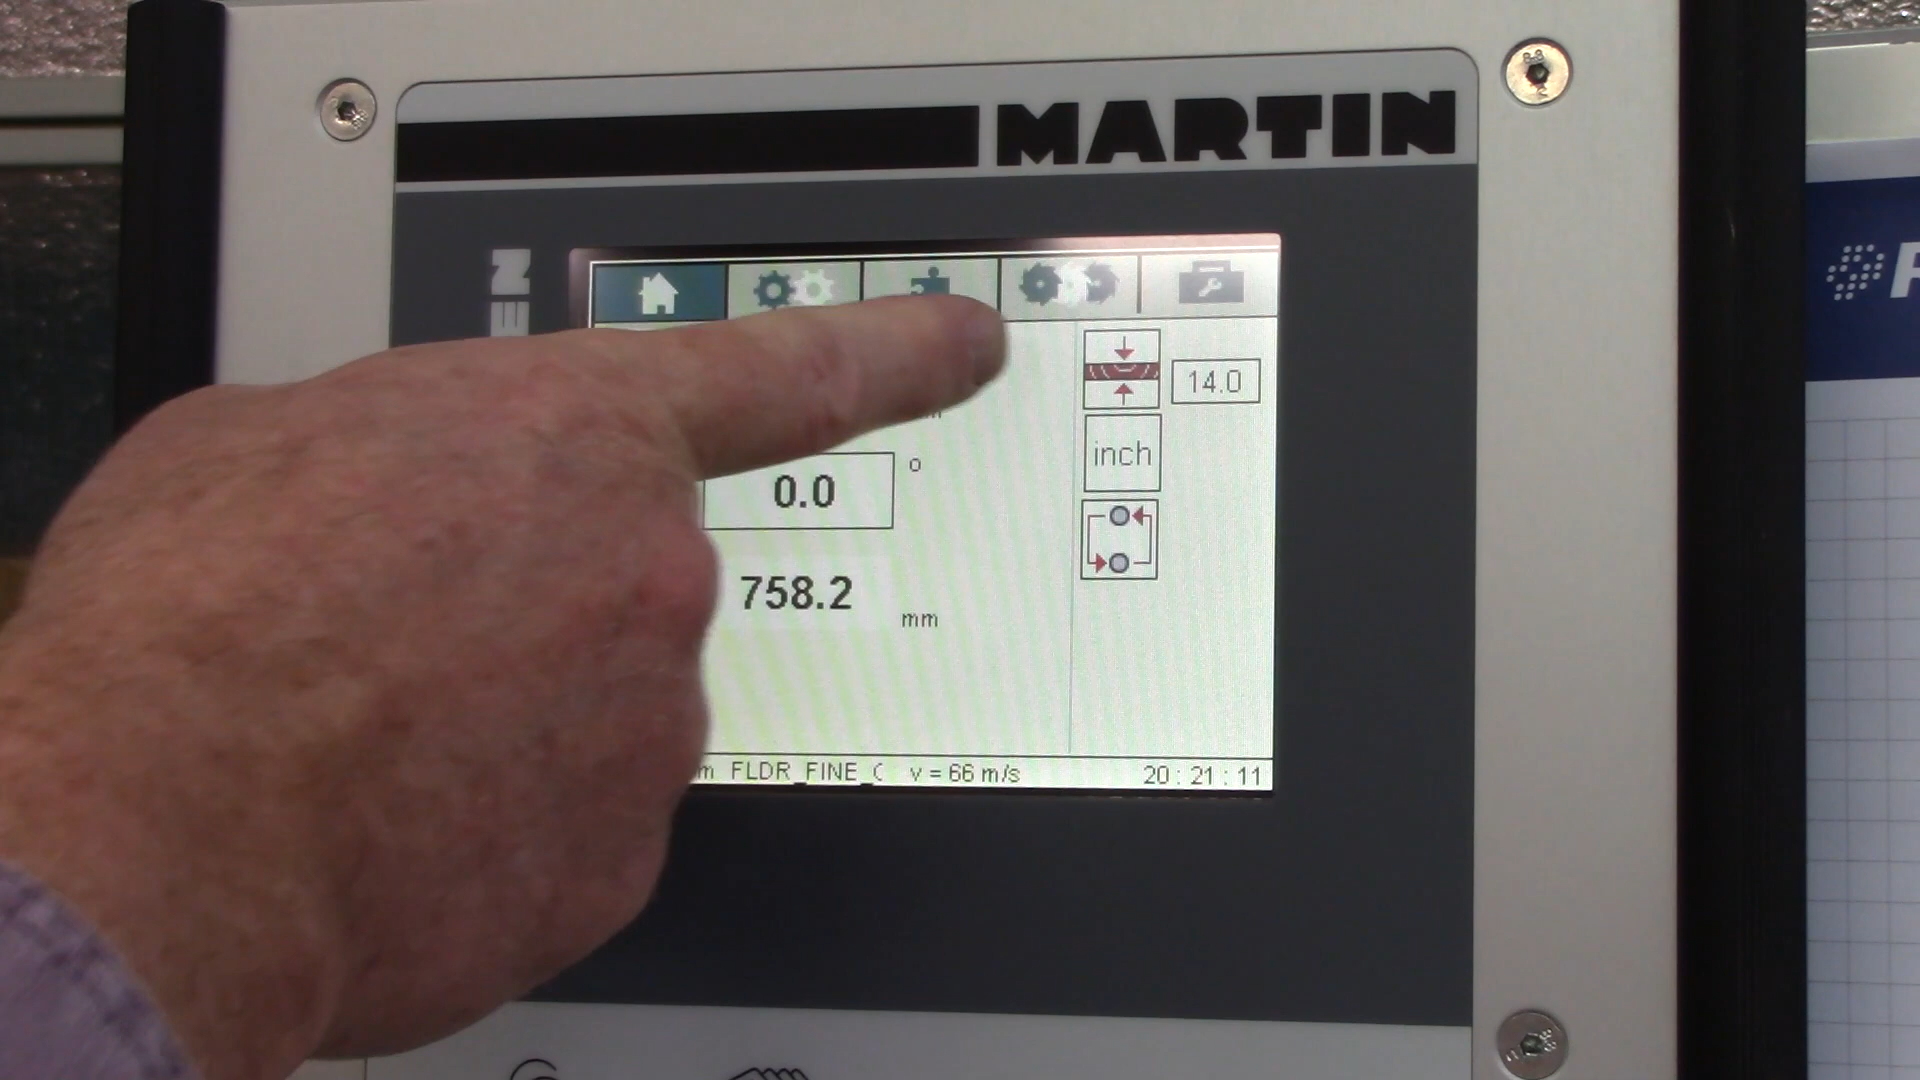 MARTIN
14.0
inch
0.0 °
758.2 mm
m FLDR_FINE_C v = 66 m/s 20 : 21 : 11